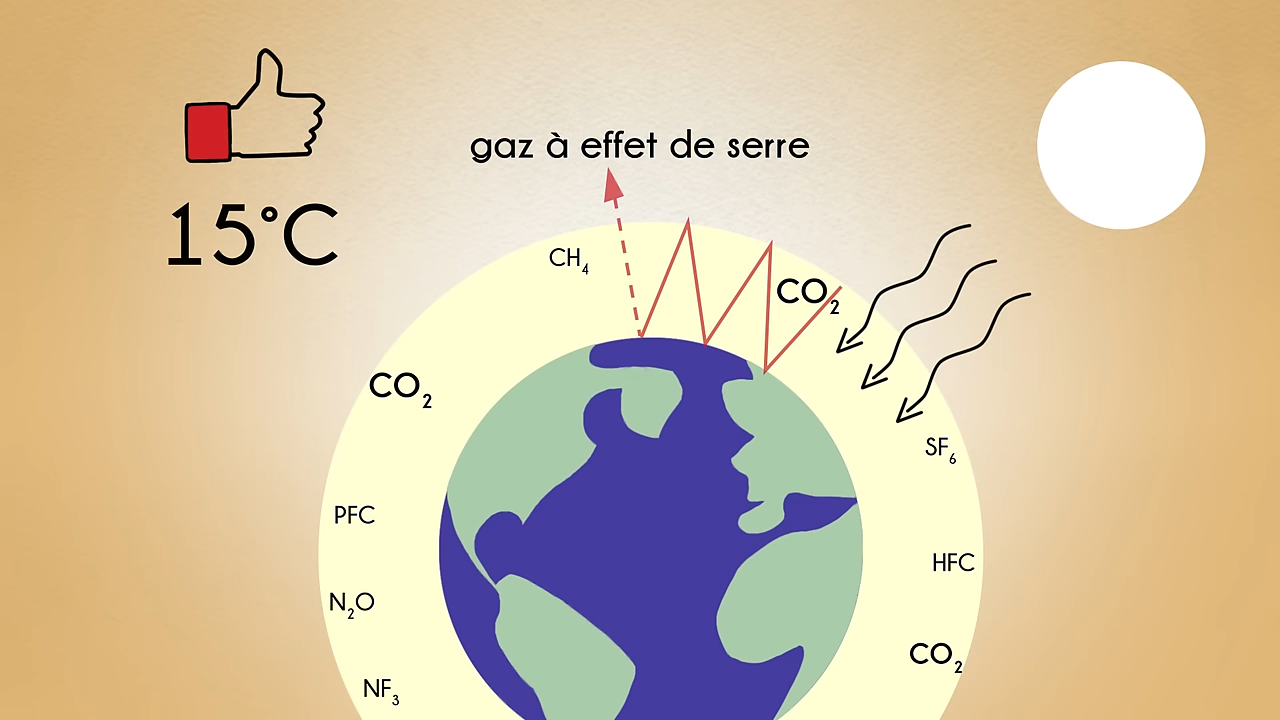 gaz à effet de serre
15°C
CH₄
CO₂
CO₂
SF₆
PFC
HFC
N₂O
CO₂
NF₃